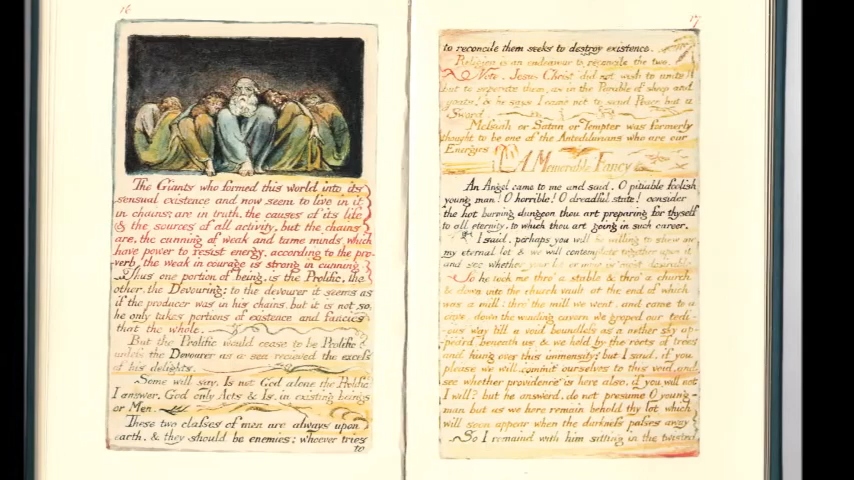 16
The Giants who formed this world into its
sensual existence and now seem to live in it
in chains; are in truth, the causes of its life
& the sources of all activity, but the chains
are, the cunning of weak and tame minds, which
have power to resist energy, according to the pro-
verb, the weak in courage is strong in cunning.
Thus one portion of being, is the Prolific, the
other, the Devouring; to the devourer it seems as
if the producer was in his chains, but it is not so,
he only takes portions of existence and fancies
that the whole.
But the Prolific would cease to be Prolific
unless the Devourer as a sea recieved the excess
of his delights.
Some will say, Is not God alone the Prolific
I answer, God only Acts & Is, in existing beings
or Men.
These two classes of men are always upon
earth, & they should be enemies; whoever tries
to
17
to reconcile them seeks to destroy existence.
Religion is an endeavour to reconcile the two.
Note. Jesus Christ did not wish to unite
but to seperate them, as in the Parable of sheep and
goats! & he says I came not to send Peace but a
Sword.
Messiah or Satan or Tempter was formerly
thought to be one of the Antediluvians who are our
Energies
A Memorable Fancy
An Angel came to me and said. O pitiable foolish
young man! O horrible! O dreadful state! consider
the hot burning dungeon thou art preparing for thyself
to all eternity, to which thou art going in such career.
I said, perhaps you will be willing to shew me
my eternal lot & we will contemplate together upon it
and see whether your lot or mine is most desirable
So he took me thro' a stable & thro' a church
& down into the church vault at the end of which
was a mill: thro' the mill we went, and came to a
cave, down the winding cavern we groped our tedi-
ous way till a void boundless as a nether sky ap-
peard beneath us & we held by the roots of trees
and hung over this immensity; but I said, if you
please we will commit ourselves to this void, and
see whether providence is here also, if you will not
I will? but he answerd, do not presume O young-
man but as we here remain behold thy lot which
will soon appear when the darkness passes away
So I remaind with him sitting in the twisted